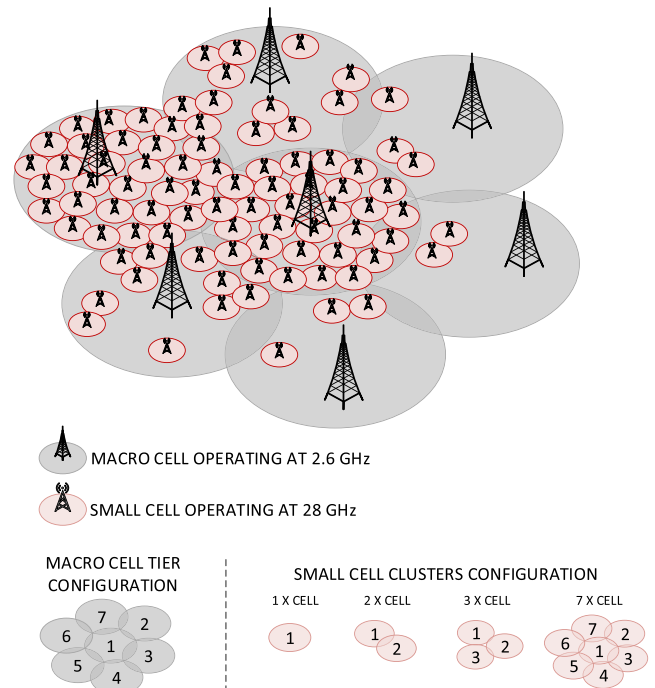 MACRO CELL OPERATING AT 2.6 GHz
SMALL CELL OPERATING AT 28 GHz
MACRO CELL TIER
CONFIGURATION
7
2
6
1
3
5
4
SMALL CELL CLUSTERS CONFIGURATION
1 X CELL
2 X CELL
3 X CELL
7 X CELL
1
1
2
1
2
3
7
2
6
1
3
5
4